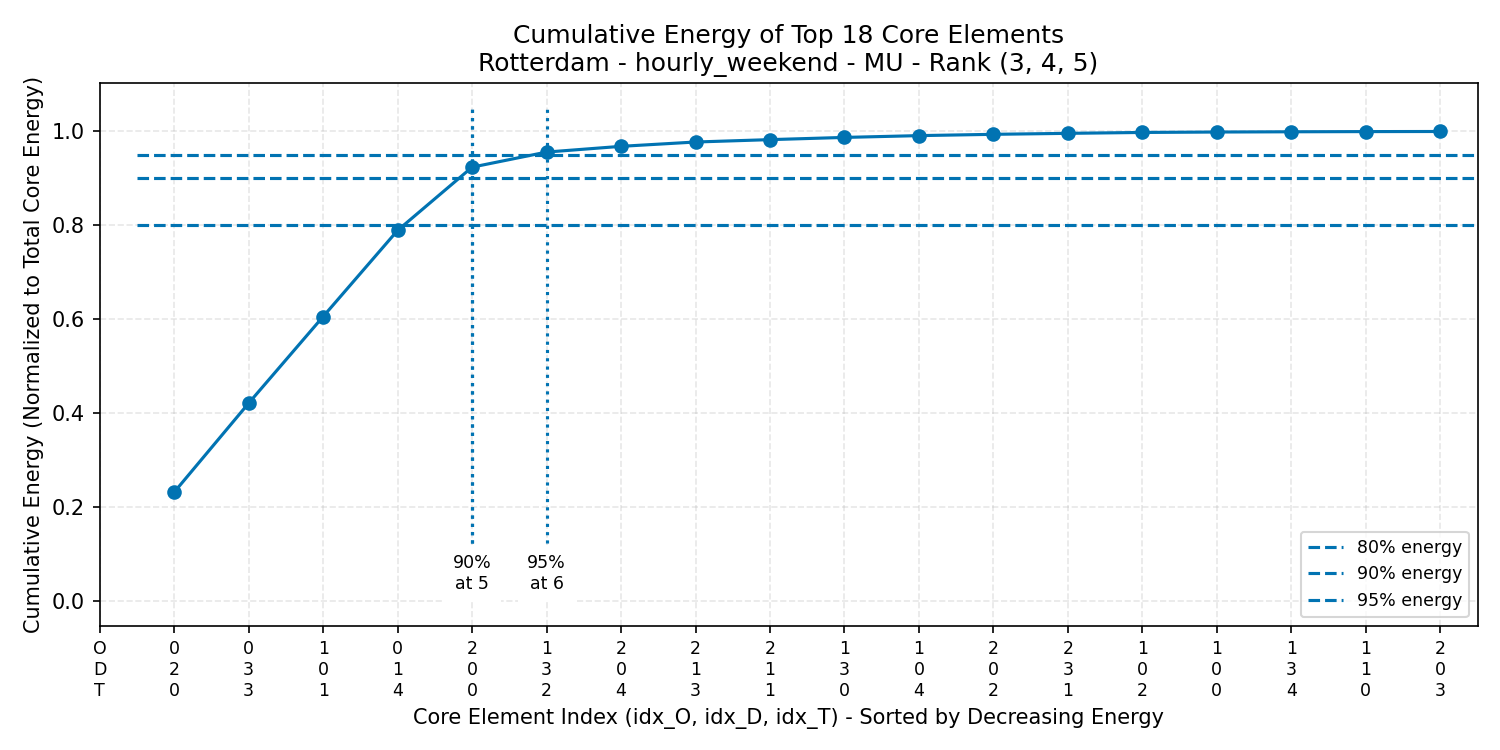 Cumulative Energy of Top 18 Core Elements
Rotterdam - hourly_weekend - MU - Rank (3, 4, 5)
Cumulative Energy (Normalized to Total Core Energy)
1.0
0.8
0.6
0.4
0.2
0.0
90%
at 5
95%
at 6
80% energy
90% energy
95% energy
O 0 0 1 0 2 1 2 2 2 1 1 2 2 1 1 1 1 2
D 2 3 0 1 0 3 0 1 1 3 0 0 3 0 0 3 1 0
T 0 3 1 4 0 2 4 3 1 0 4 2 1 2 0 4 0 3
Core Element Index (idx_O, idx_D, idx_T) - Sorted by Decreasing Energy